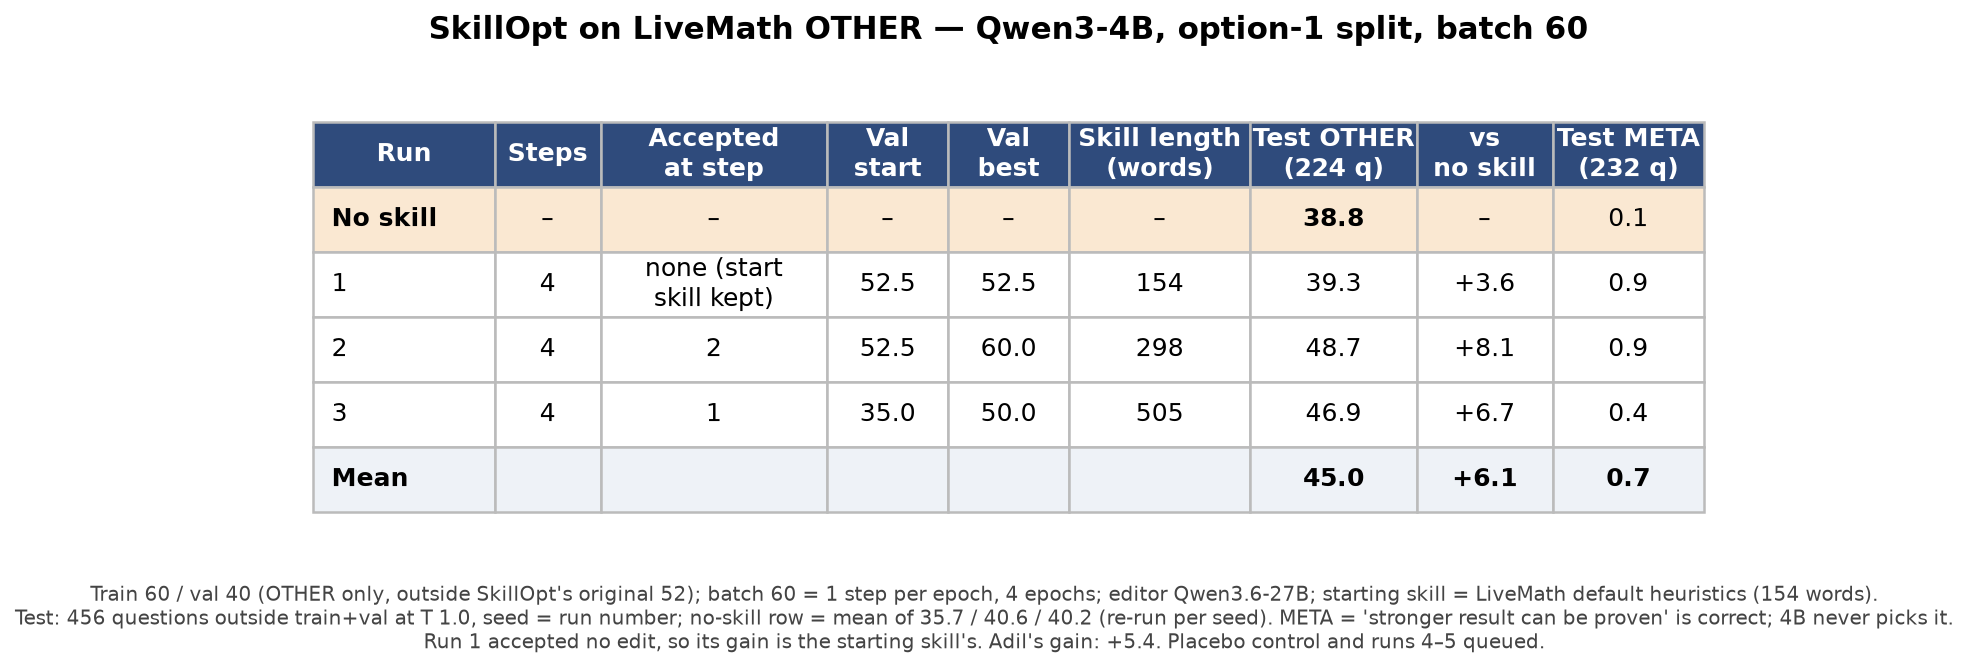 SkillOpt on LiveMath OTHER — Qwen3-4B, option-1 split, batch 60
Run Steps Accepted at step Val start Val best Skill length (words) Test OTHER (224 q) vs no skill Test META (232 q)
No skill – – – – – 38.8 – 0.1
1 4 none (start skill kept) 52.5 52.5 154 39.3 +3.6 0.9
2 4 2 52.5 60.0 298 48.7 +8.1 0.9
3 4 1 35.0 50.0 505 46.9 +6.7 0.4
Mean 45.0 +6.1 0.7
Train 60 / val 40 (OTHER only, outside SkillOpt's original 52); batch 60 = 1 step per epoch, 4 epochs; editor Qwen3.6-27B; starting skill = LiveMath default heuristics (154 words).
Test: 456 questions outside train+val at T 1.0, seed = run number; no-skill row = mean of 35.7 / 40.6 / 40.2 (re-run per seed). META = 'stronger result can be proven' is correct; 4B never picks it.
Run 1 accepted no edit, so its gain is the starting skill's. Adil's gain: +5.4. Placebo control and runs 4–5 queued.